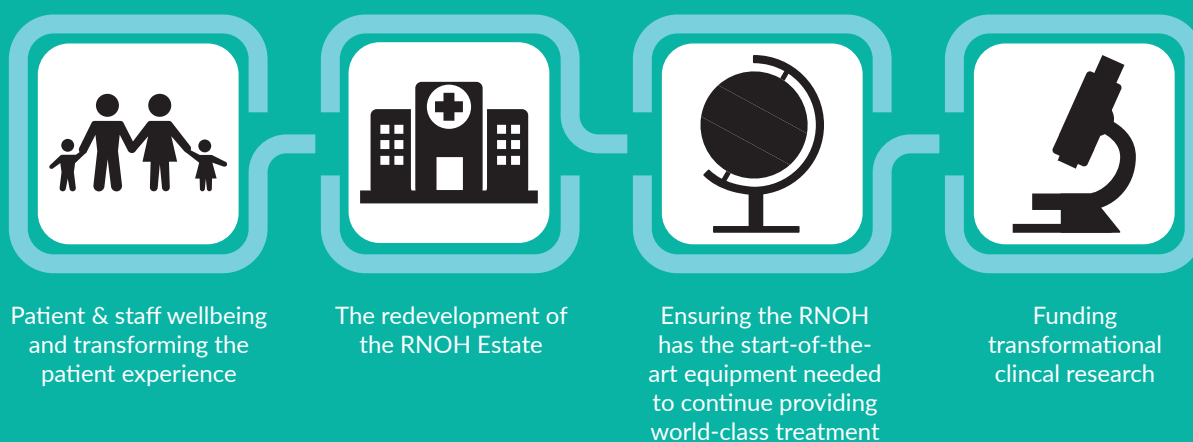 Patient & staff wellbeing
and transforming the
patient experience
The redevelopment of
the RNOH Estate
Ensuring the RNOH
has the start-of-the-
art equipment needed
to continue providing
world-class treatment
Funding
transformational
clincal research